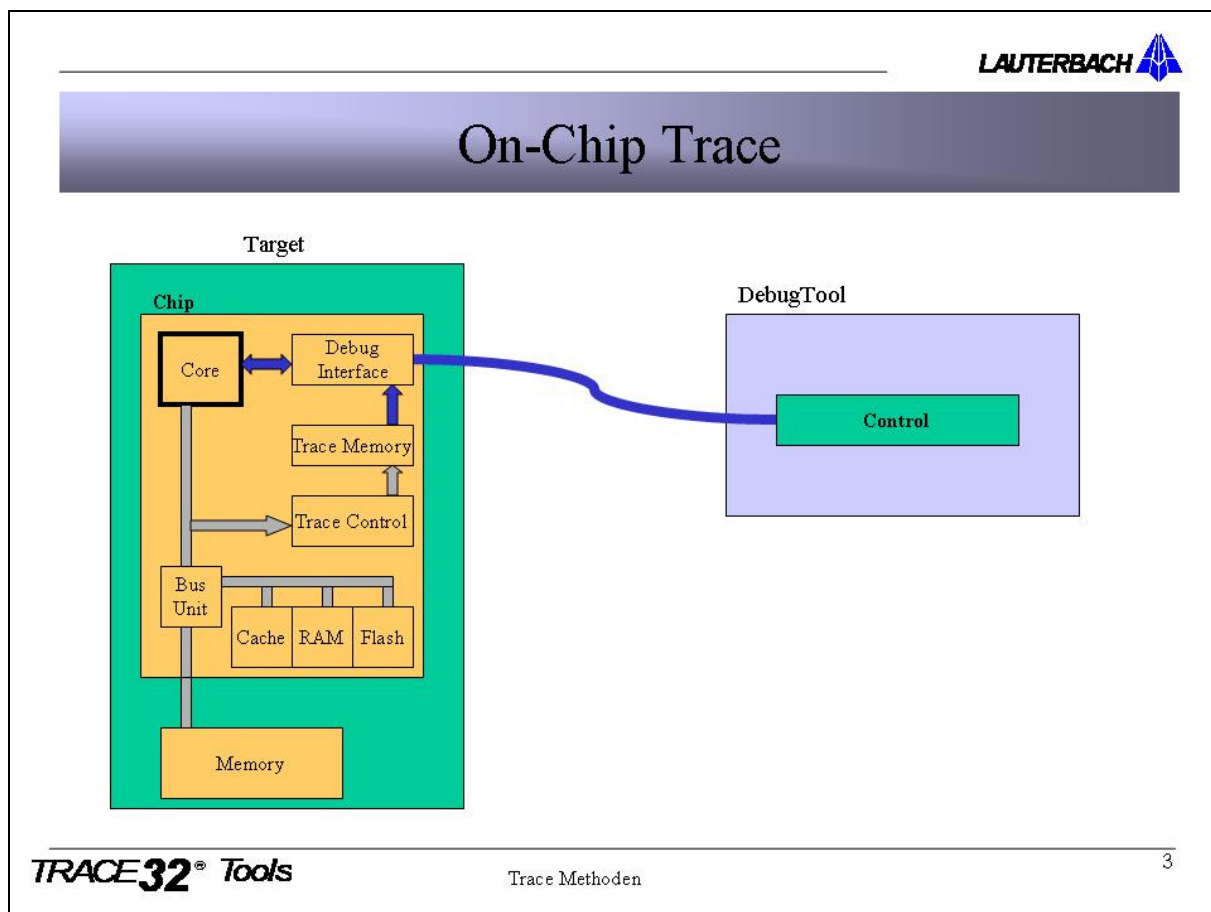 LAUTERBACH
On-Chip Trace
Target
Chip
Core
Debug
Interface
Trace Memory
Trace Control
Bus
Unit
Cache
RAM
Flash
Memory
DebugTool
Control
TRACE32® Tools
Trace Methoden
3